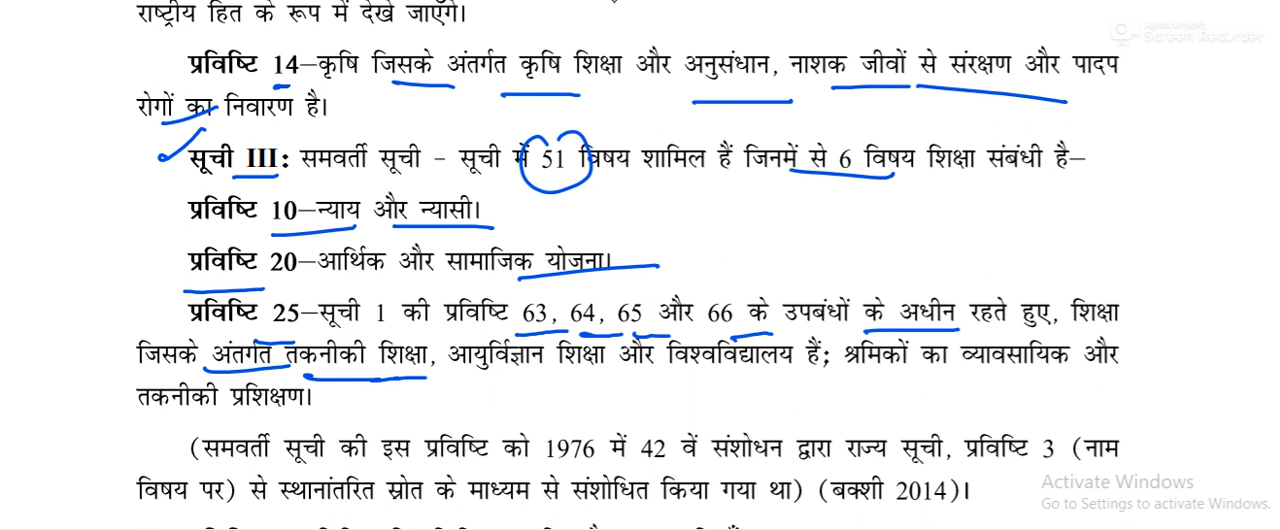 राष्ट्रीय हित के रूप में देखे जाएँगे।
प्रविष्टि 14–कृषि जिसके अंतर्गत कृषि शिक्षा और अनुसंधान, नाशक जीवों से संरक्षण और पादप
रोगों का निवारण है।
सूची III: समवर्ती सूची - सूची में 51 विषय शामिल हैं जिनमें से 6 विषय शिक्षा संबंधी है–
प्रविष्टि 10–न्याय और न्यासी।
प्रविष्टि 20–आर्थिक और सामाजिक योजना।
प्रविष्टि 25–सूची 1 की प्रविष्टि 63, 64, 65 और 66 के उपबंधों के अधीन रहते हुए, शिक्षा
जिसके अंतर्गत तकनीकी शिक्षा, आयुर्विज्ञान शिक्षा और विश्वविद्यालय हैं; श्रमिकों का व्यावसायिक और
तकनीकी प्रशिक्षण।
(समवर्ती सूची की इस प्रविष्टि को 1976 में 42 वें संशोधन द्वारा राज्य सूची, प्रविष्टि 3 (नाम
विषय पर) से स्थानांतरित स्रोत के माध्यम से संशोधित किया गया था) (बक्शी 2014)।
Apowersoft
Screen Recorder
Activate Windows
Go to Settings to activate Windows.